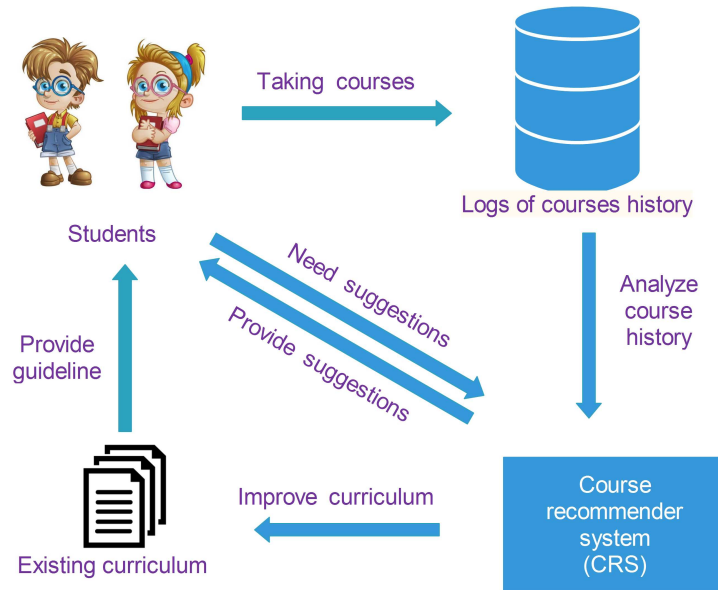 Taking courses
Logs of courses history
Students
Need suggestions
Provide suggestions
Analyze
course
history
Provide
guideline
Improve curriculum
Course
recommender
system
(CRS)
Existing curriculum